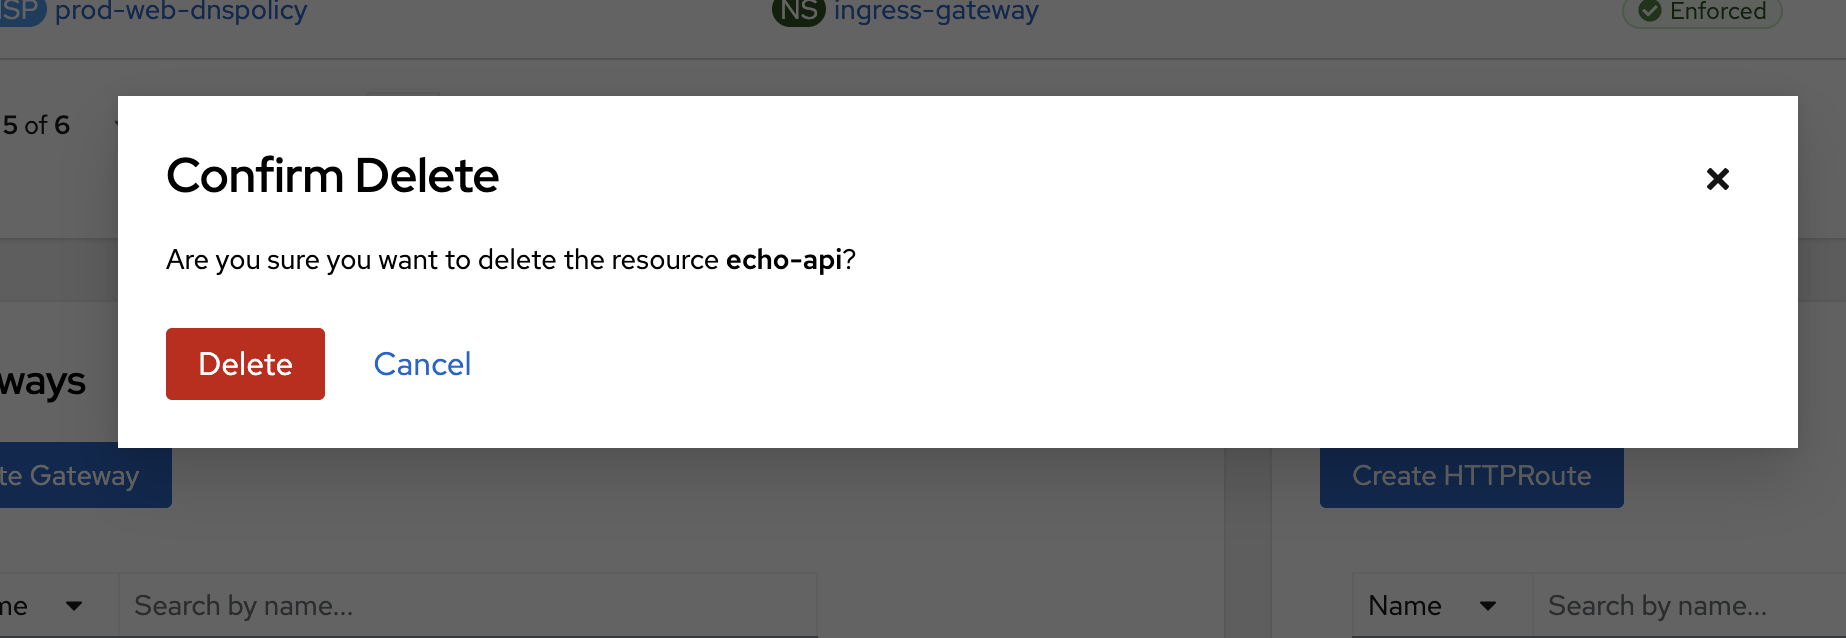 SP prod-web-dnspolicy NS ingress-gateway Enforced
5 of 6
Confirm Delete
Are you sure you want to delete the resource echo-api?
Delete Cancel
ways
te Gateway Create HTTPRoute
me Search by name... Name Search by name...